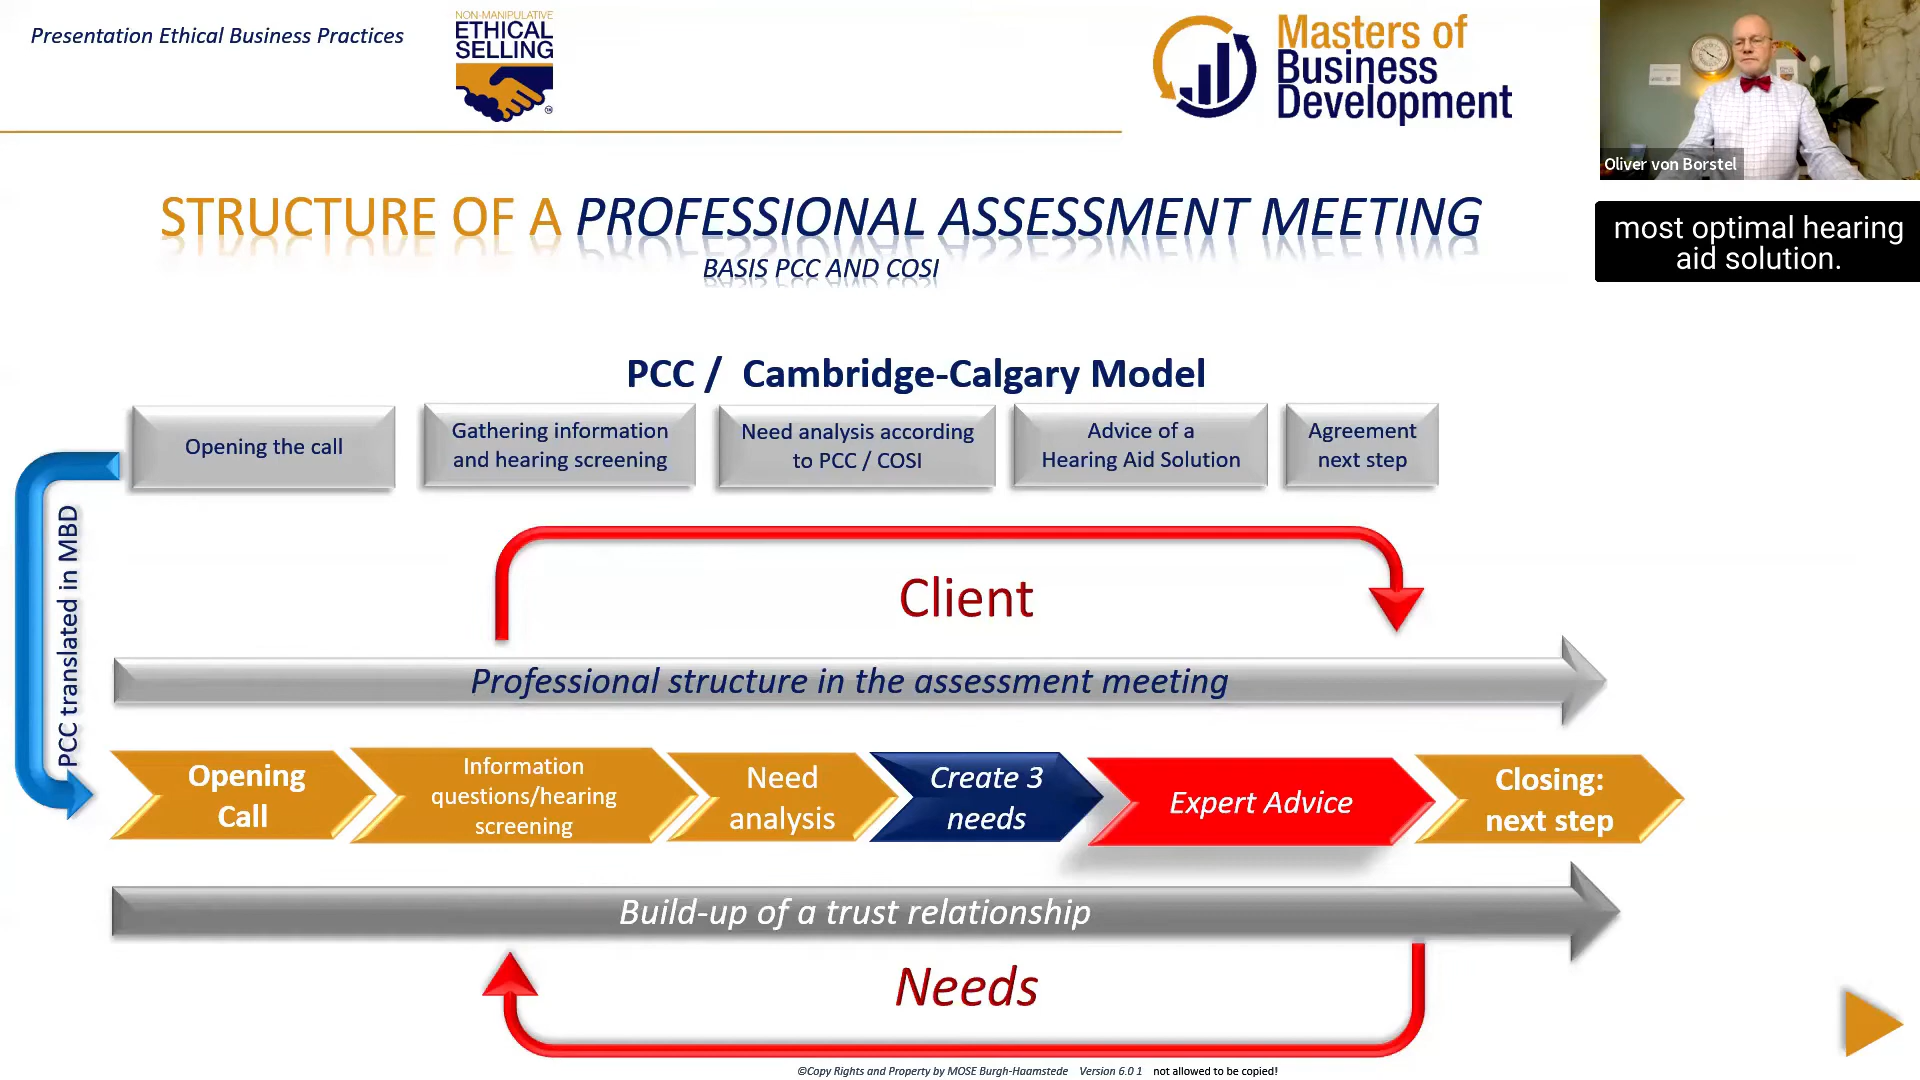 Presentation Ethical Business Practices
NON-MANIPULATIVE
ETHICAL
SELLING
Masters of
Business
Development
Oliver von Borstel
most optimal hearing
aid solution.
STRUCTURE OF A PROFESSIONAL ASSESSMENT MEETING
BASIS PCC AND COSI
PCC / Cambridge-Calgary Model
Opening the call
Gathering information
and hearing screening
Need analysis according
to PCC / COSI
Advice of a
Hearing Aid Solution
Agreement
next step
PCC translated in MBD
Client
Professional structure in the assessment meeting
Opening
Call
Information
questions/hearing
screening
Need
analysis
Create 3
needs
Expert Advice
Closing:
next step
Build-up of a trust relationship
Needs
©Copy Rights and Property by MOSE Burgh-Haamstede Version 6.0 1 not allowed to be copied!